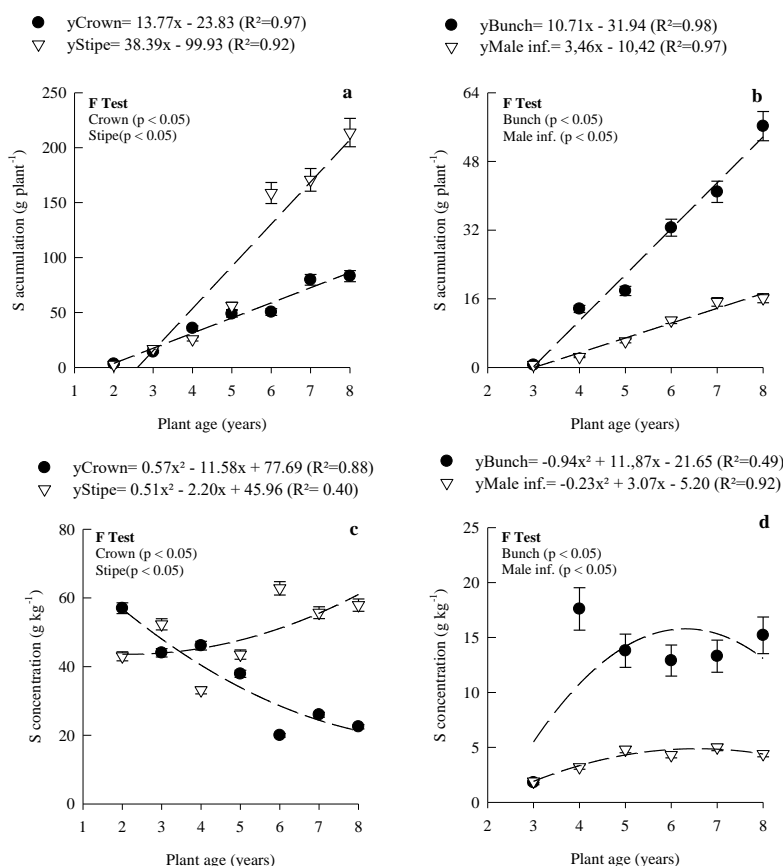 yCrown= 13.77x - 23.83 (R²=0.97)
yStipe= 38.39x - 99.93 (R²=0.92)
F Test
Crown (p < 0.05)
Stipe(p < 0.05)
a
250
200
150
100
50
0
S acumulation (g plant⁻¹)
1 2 3 4 5 6 7 8
Plant age (years)
yBunch= 10.71x - 31.94 (R²=0.98)
yMale inf.= 3,46x - 10,42 (R²=0.97)
F Test
Bunch (p < 0.05)
Male inf. (p < 0.05)
b
64
48
32
16
0
S acumulation (g plant⁻¹)
2 3 4 5 6 7 8
Plant age (years)
yCrown= 0.57x² - 11.58x + 77.69 (R²=0.88)
yStipe= 0.51x² - 2.20x + 45.96 (R²= 0.40)
F Test
Crown (p < 0.05)
Stipe(p < 0.05)
c
80
60
40
20
0
S concentration (g kg⁻¹)
1 2 3 4 5 6 7 8
Plant age (years)
yBunch= -0.94x² + 11.,87x - 21.65 (R²=0.49)
yMale inf.= -0.23x² + 3.07x - 5.20 (R²=0.92)
F Test
Bunch (p < 0.05)
Male inf. (p < 0.05)
d
25
20
15
10
5
0
S concentration (g kg⁻¹)
2 3 4 5 6 7 8
Plant age (years)